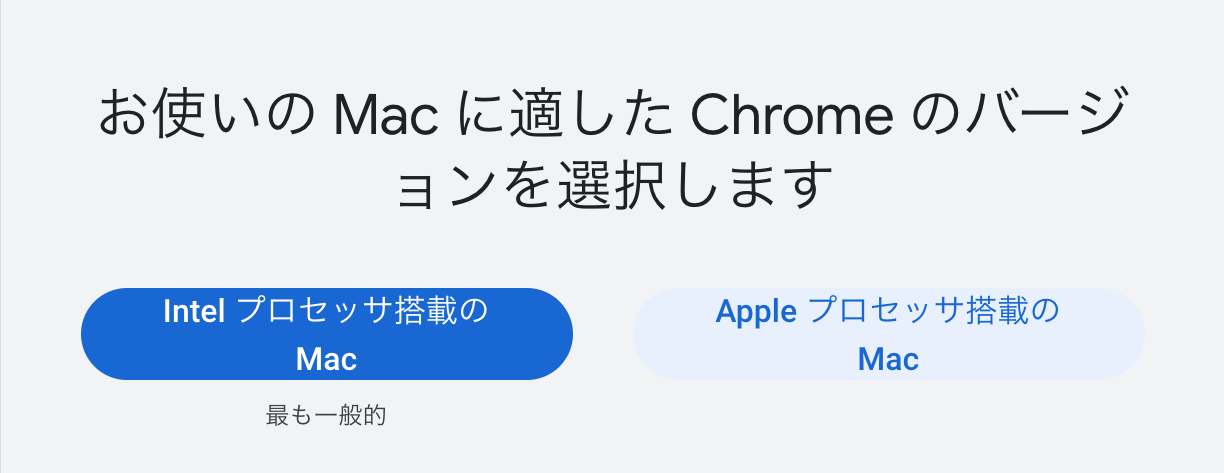 お使いの Mac に適した Chrome のバージ
ョンを選択します
Intel プロセッサ搭載の
Mac
最も一般的
Apple プロセッサ搭載の
Mac